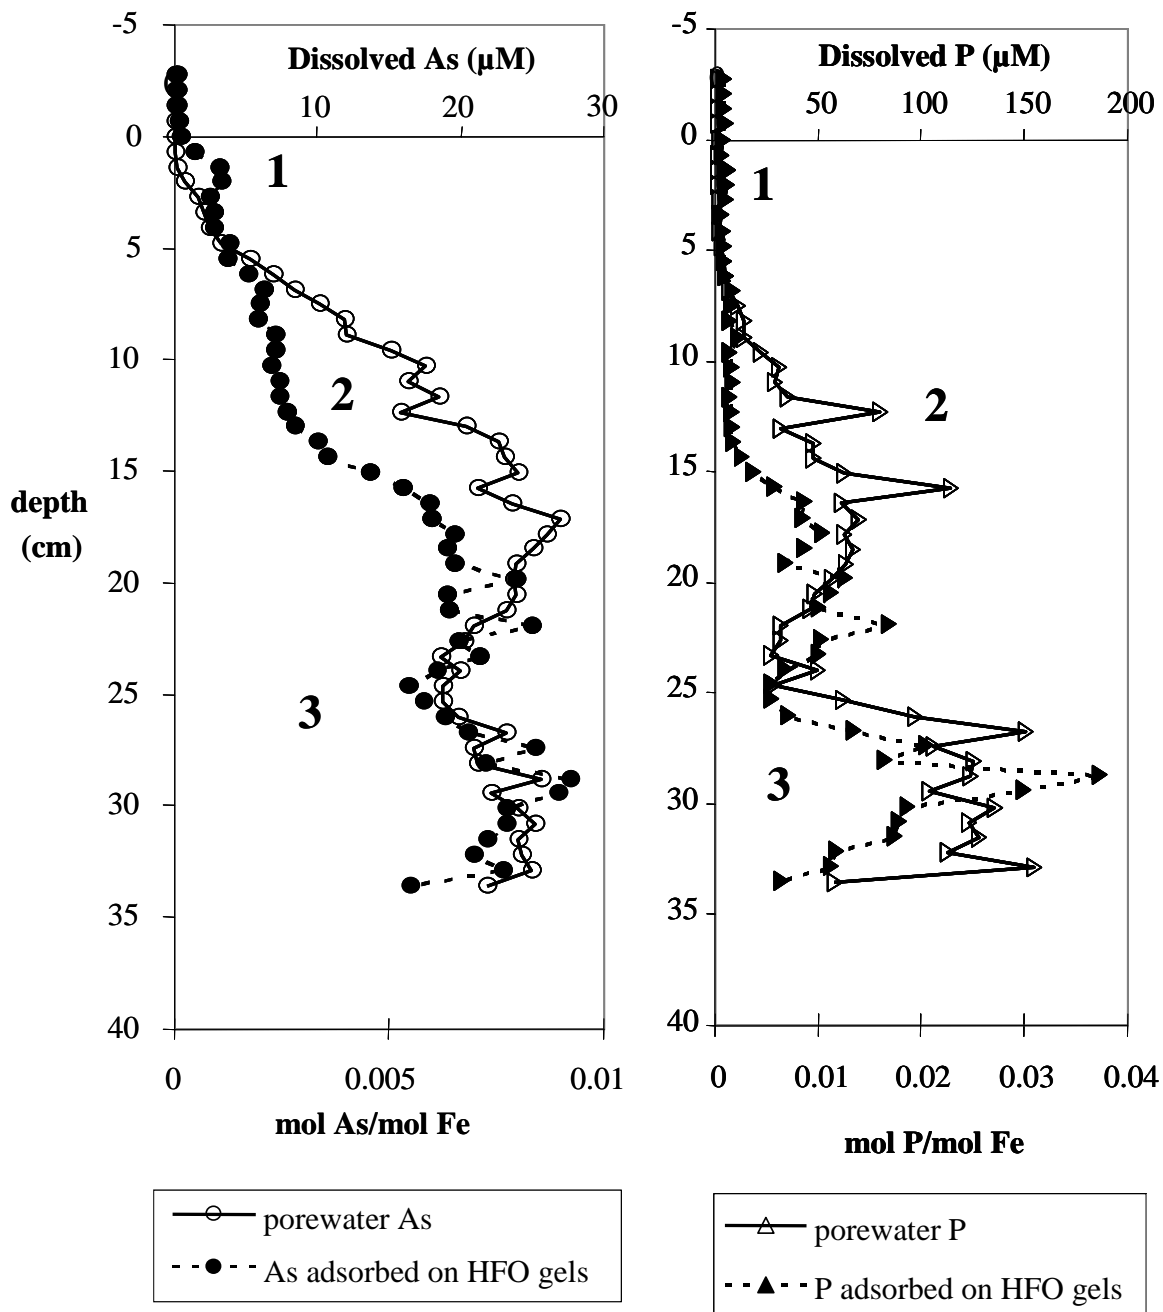 -5
Dissolved As (µM)
10 20 30
0
1
5
10
2
15
depth
(cm)
20
25
3
30
35
40
0 0.005 0.01
mol As/mol Fe
porewater As
As adsorbed on HFO gels
-5
Dissolved P (µM)
50 100 150 200
0
1
5
10
2
15
20
25
3
30
35
40
0 0.01 0.02 0.03 0.04
mol P/mol Fe
porewater P
P adsorbed on HFO gels